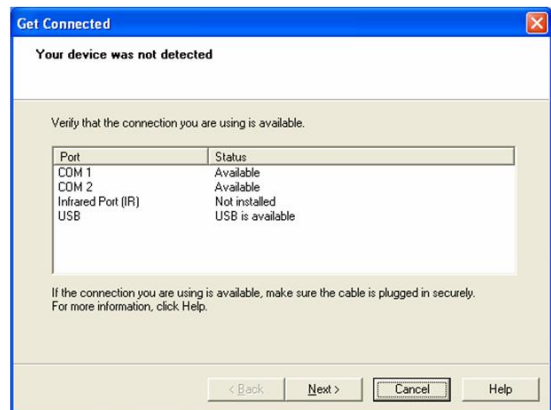 Get Connected
Your device was not detected
Verify that the connection you are using is available.
Port Status
COM 1 Available
COM 2 Available
Infrared Port (IR) Not installed
USB USB is available
If the connection you are using is available, make sure the cable is plugged in securely.
For more information, click Help.
< Back Next > Cancel Help